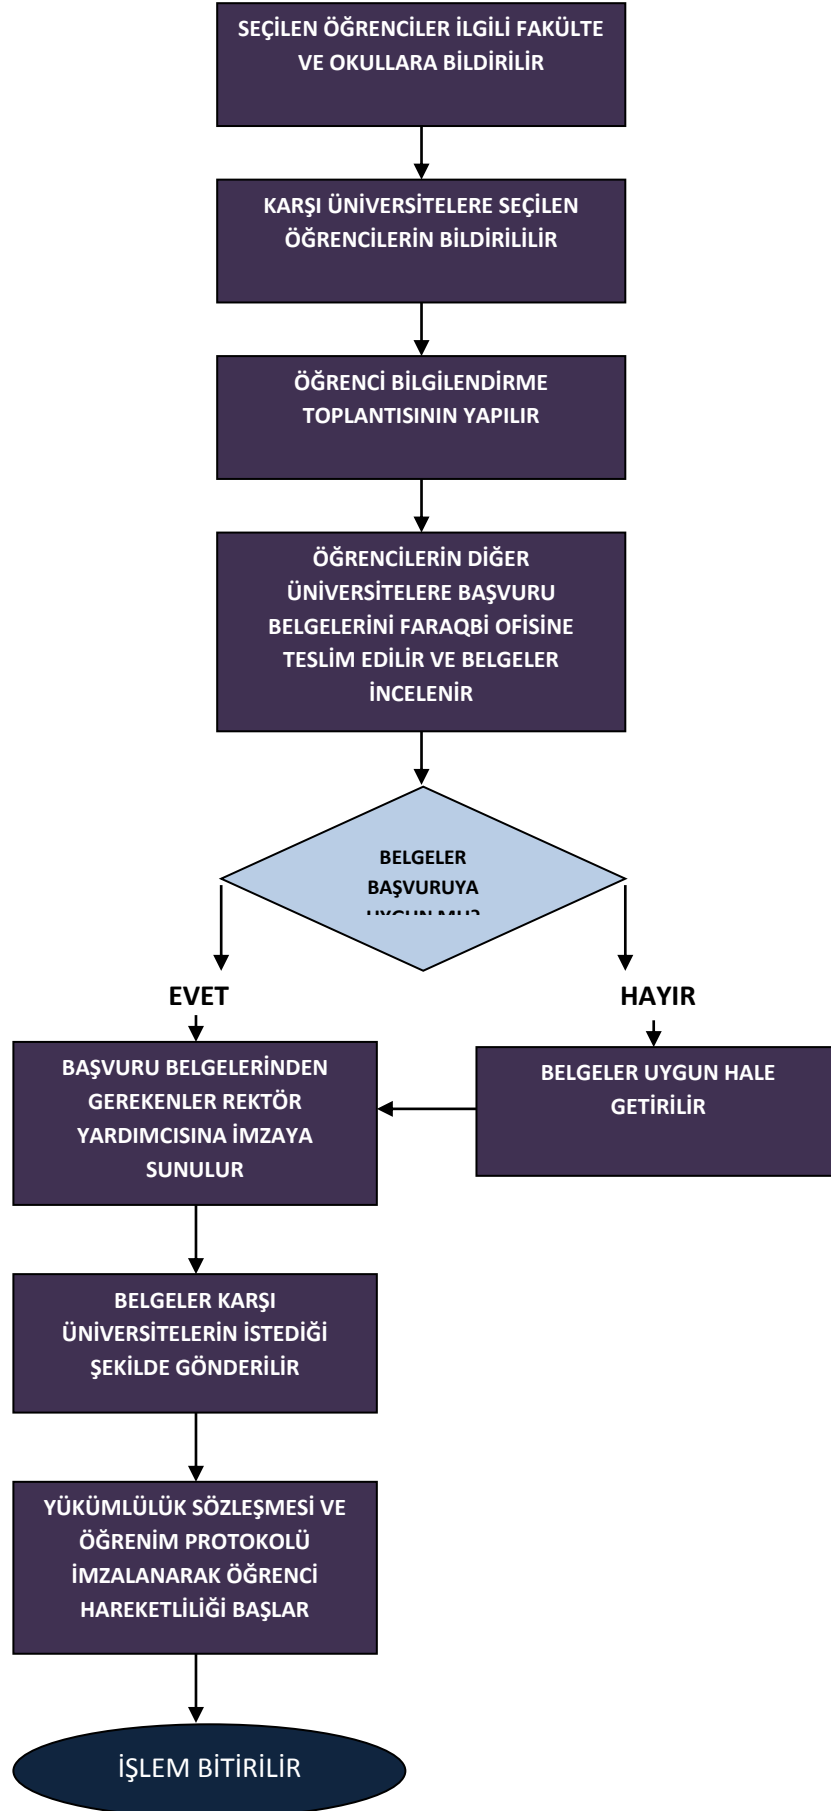 SEÇİLEN ÖĞRENCİLER İLGİLİ FAKÜLTE
VE OKULLARA BİLDİRİLİR
KARŞI ÜNİVERSİTELERE SEÇİLEN
ÖĞRENCİLERİN BİLDİRİLİLİR
ÖĞRENCİ BİLGİLENDİRME
TOPLANTISININ YAPILIR
ÖĞRENCİLERİN DİĞER
ÜNİVERSİTELERE BAŞVURU
BELGELERİNİ FARAQBİ OFİSİNE
TESLİM EDİLİR VE BELGELER
İNCELENİR
BELGELER
BAŞVURUYA
UYGUN MU?
EVET
HAYIR
BAŞVURU BELGELERİNDEN
GEREKENLER REKTÖR
YARDIMCISINA İMZAYA
SUNULUR
BELGELER UYGUN HALE
GETİRİLİR
BELGELER KARŞI
ÜNİVERSİTELERİN İSTEDİĞİ
ŞEKİLDE GÖNDERİLİR
YÜKÜMLÜLÜK SÖZLEŞMESİ VE
ÖĞRENİM PROTOKOLÜ
İMZALANARAK ÖĞRENCİ
HAREKETLİLİĞİ BAŞLAR
İŞLEM BİTİRİLİR